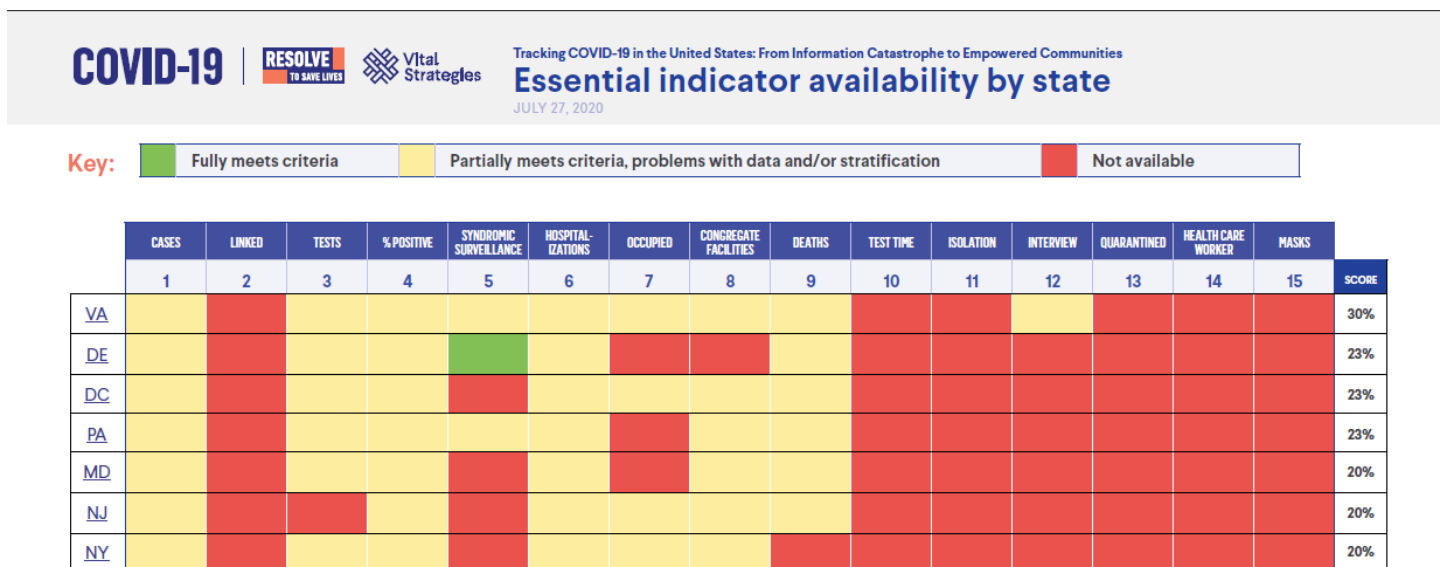 COVID-19
RESOLVE
TO SAVE LIVES
Vital
Strategies
Tracking COVID-19 in the United States: From Information Catastrophe to Empowered Communities
Essential indicator availability by state
JULY 27, 2020
Key:
Fully meets criteria
Partially meets criteria, problems with data and/or stratification
Not available
CASES LINKED TESTS % POSITIVE SYNDROMIC SURVEILLANCE HOSPITAL-IZATIONS OCCUPIED CONGREGATE FACILITIES DEATHS TEST TIME ISOLATION INTERVIEW QUARANTINED HEALTH CARE WORKER MASKS
1 2 3 4 5 6 7 8 9 10 11 12 13 14 15 SCORE
VA 30%
DE 23%
DC 23%
PA 23%
MD 20%
NJ 20%
NY 20%